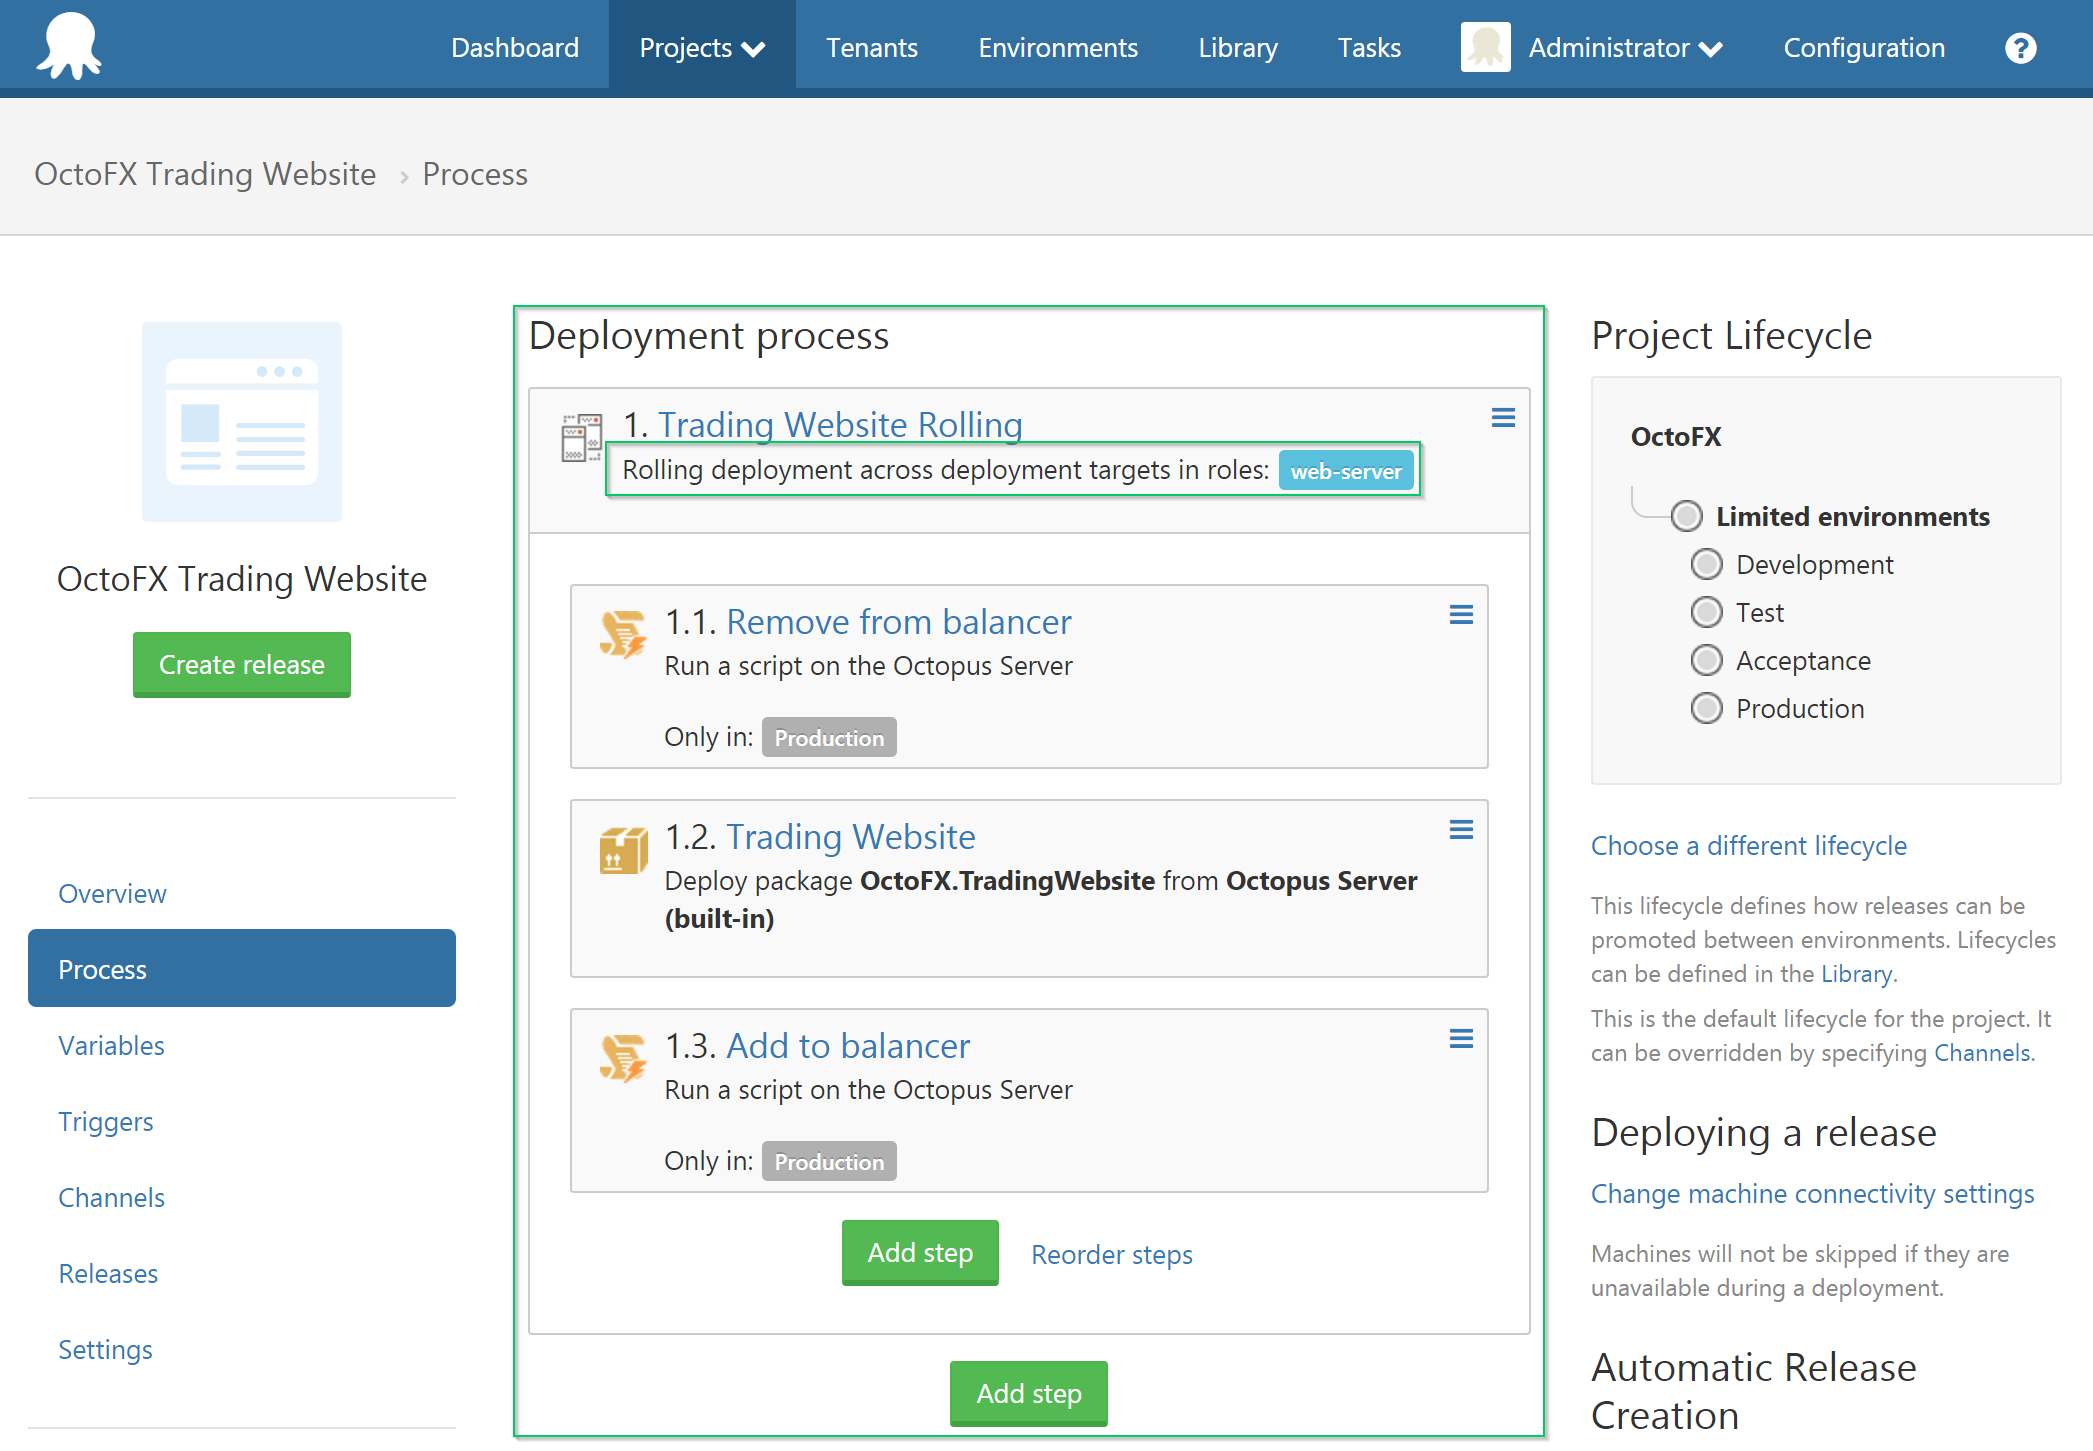 Dashboard
Projects
Tenants
Environments
Library
Tasks
Administrator
Configuration
?
OctoFX Trading Website › Process
OctoFX Trading Website
Create release
Overview
Process
Variables
Triggers
Channels
Releases
Settings
Deployment process
1. Trading Website Rolling
Rolling deployment across deployment targets in roles: web-server
1.1. Remove from balancer
Run a script on the Octopus Server
Only in: Production
1.2. Trading Website
Deploy package OctoFX.TradingWebsite from Octopus Server
(built-in)
1.3. Add to balancer
Run a script on the Octopus Server
Only in: Production
Add step
Reorder steps
Add step
Project Lifecycle
OctoFX
Limited environments
Development
Test
Acceptance
Production
Choose a different lifecycle
This lifecycle defines how releases can be
promoted between environments. Lifecycles
can be defined in the Library.
This is the default lifecycle for the project. It
can be overridden by specifying Channels.
Deploying a release
Change machine connectivity settings
Machines will not be skipped if they are
unavailable during a deployment.
Automatic Release
Creation